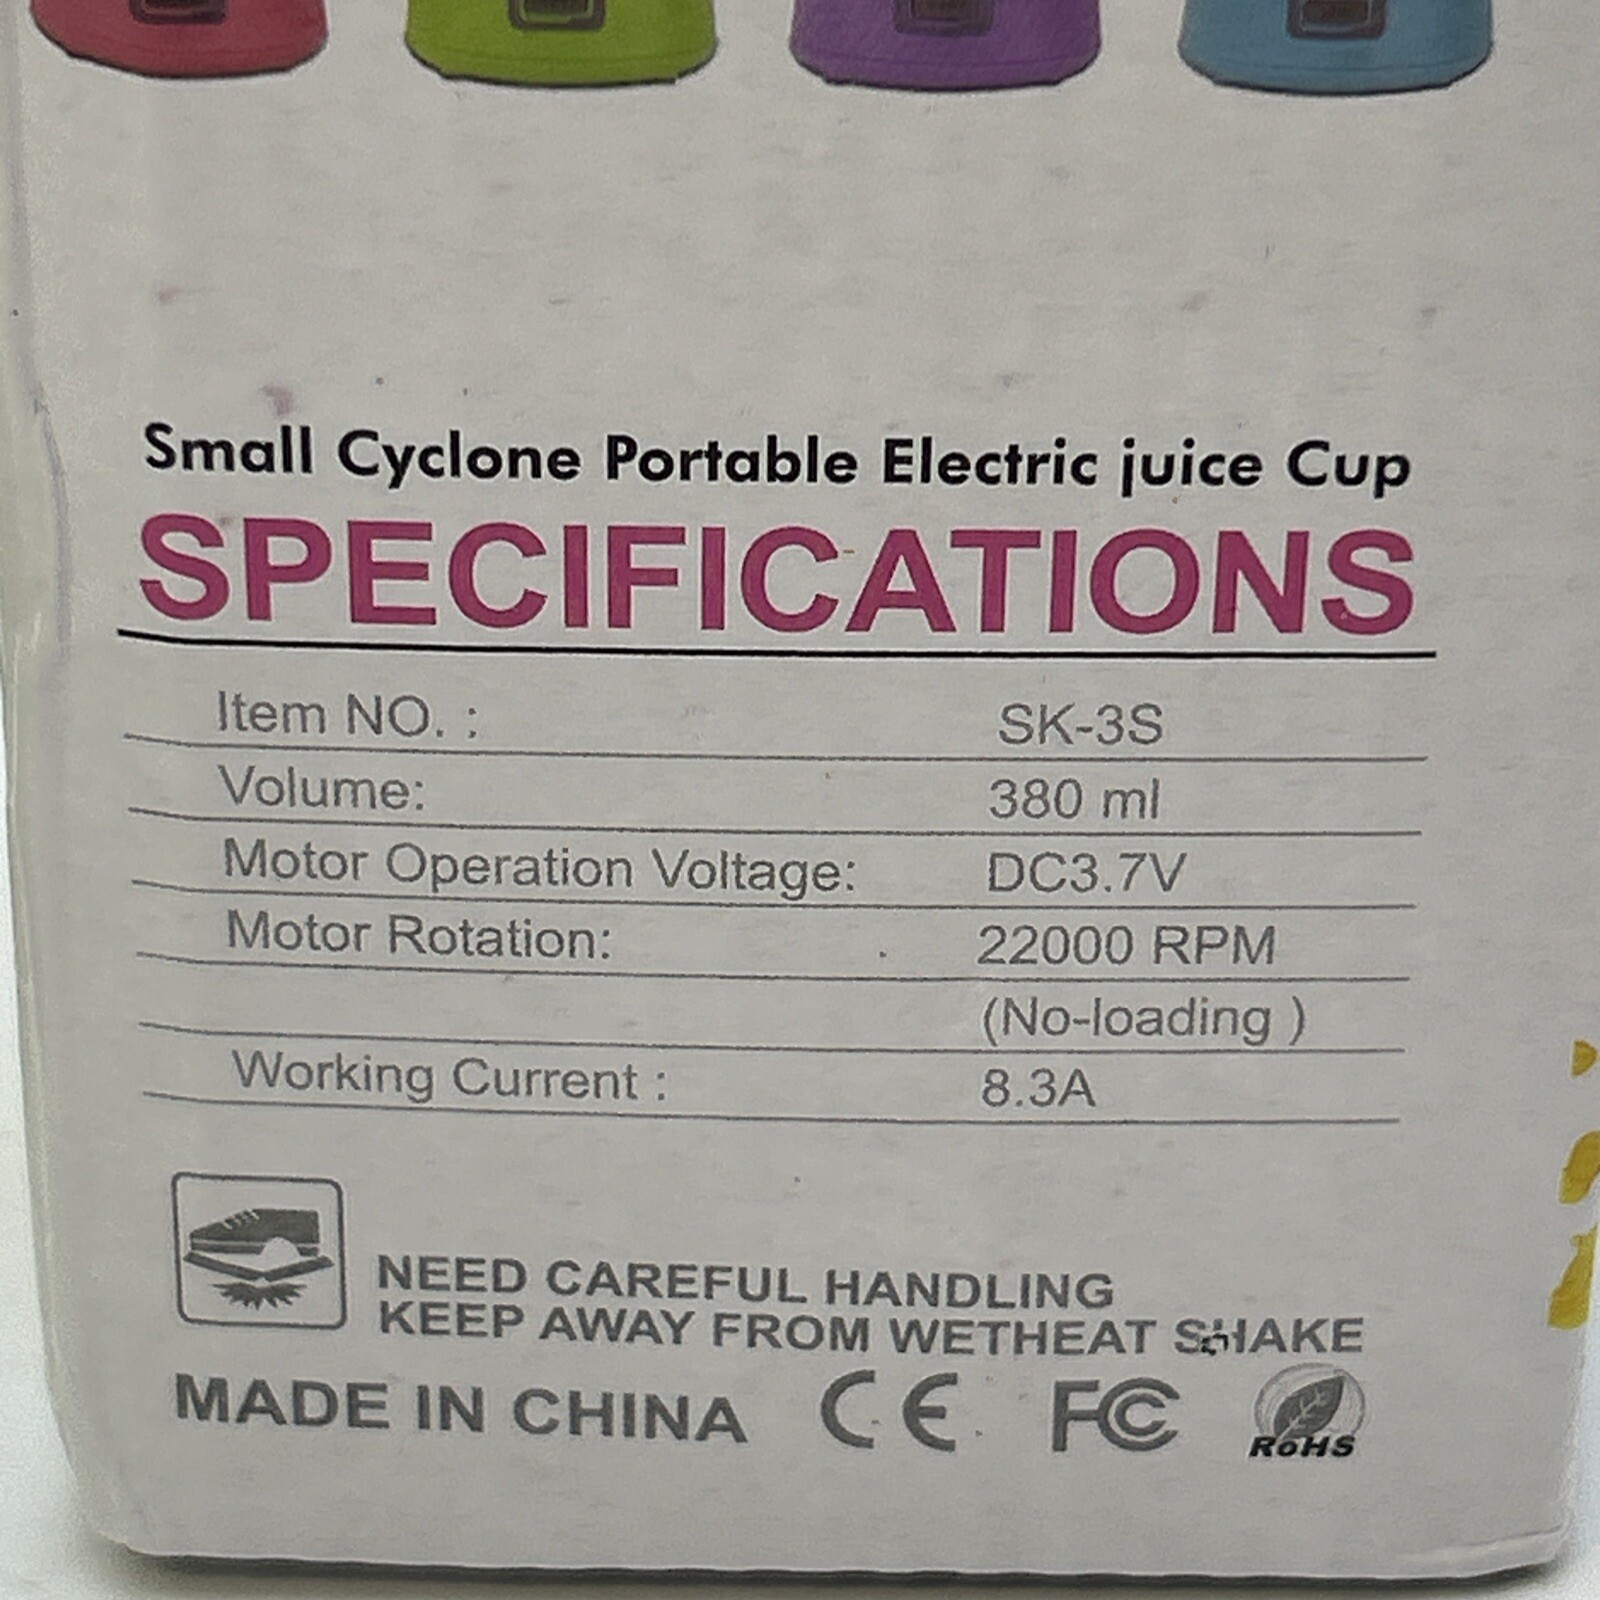 Small Cyclone Portable Electric juice Cup
SPECIFICATIONS
Item NO. : SK-3S
Volume: 380 ml
Motor Operation Voltage: DC3.7V
Motor Rotation: 22000 RPM
(No-loading )
Working Current : 8.3A
NEED CAREFUL HANDLING
KEEP AWAY FROM WETHEAT SHAKE
MADE IN CHINA CE FC RoHS